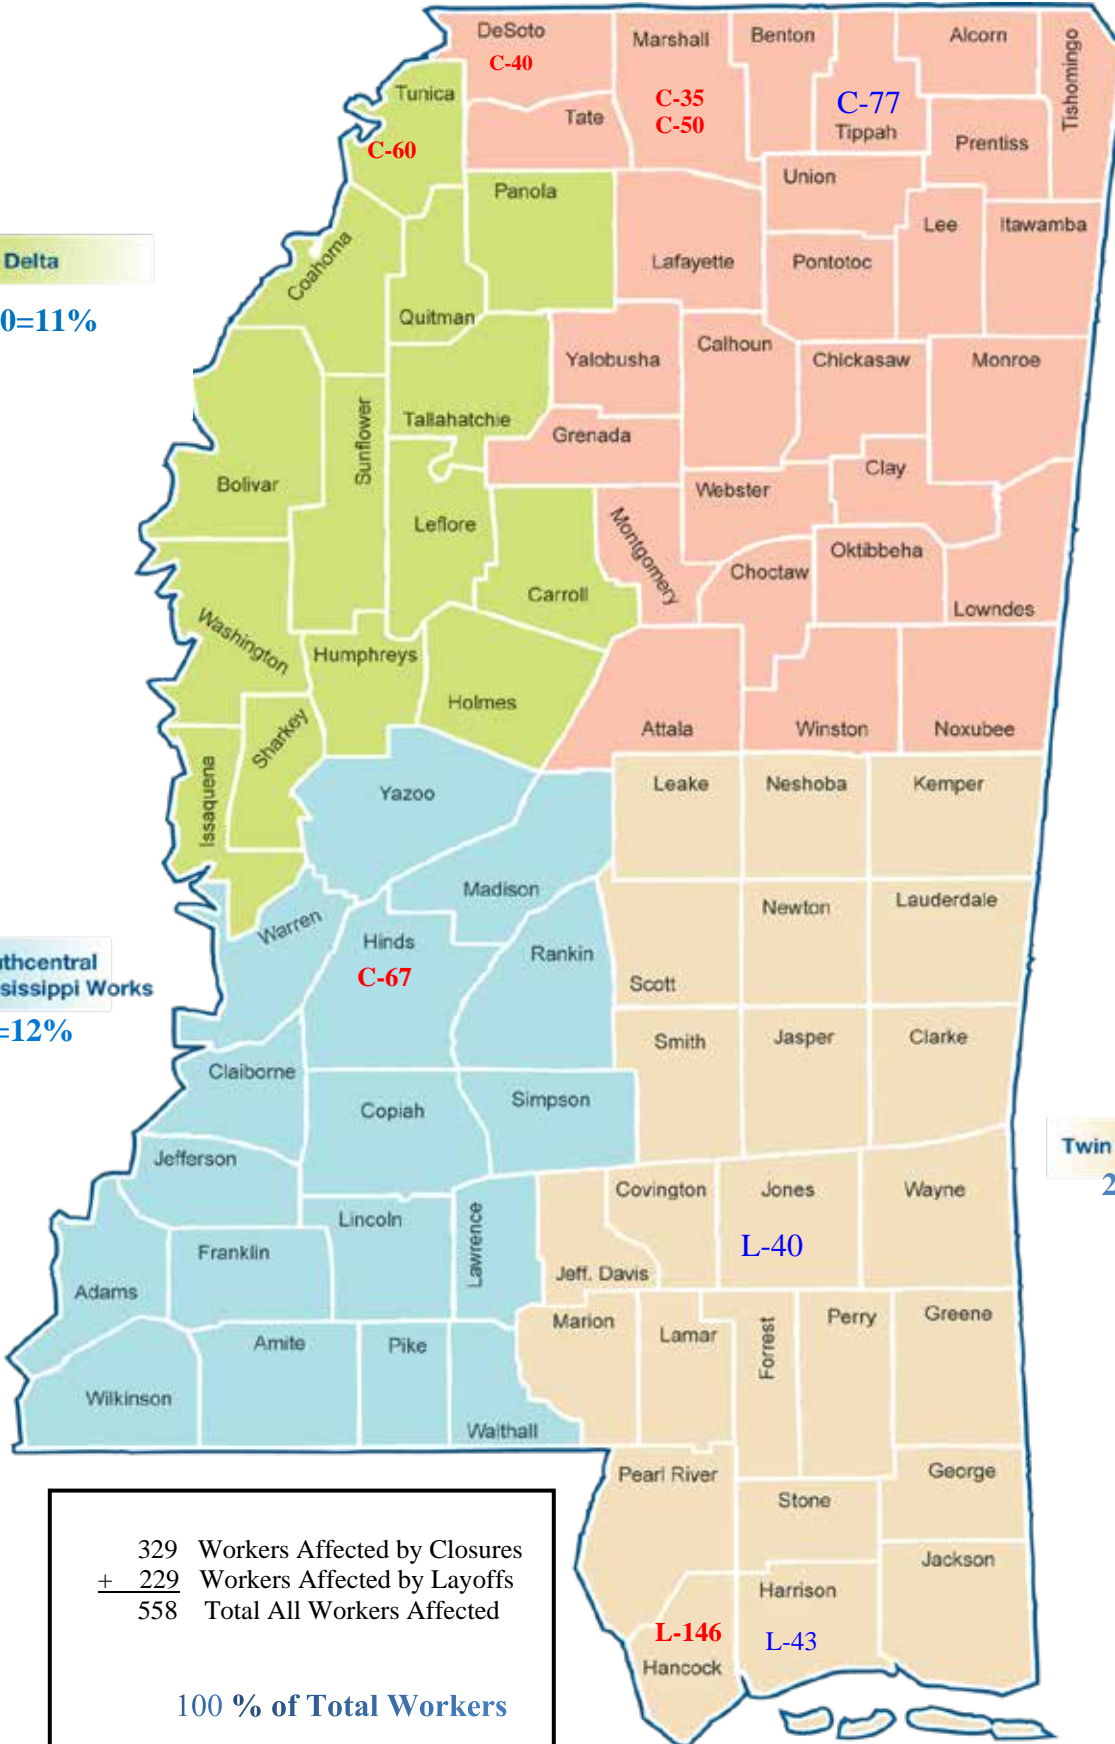 DeSoto
C-40
Marshall
C-35
C-50
Benton
C-77
Tippah
Alcorn
Tishomingo
Tunica
C-60
Tate
Prentiss
Panola
Union
Lee
Itawamba
Coahoma
Lafayette
Pontotoc
Delta
0=11%
Quitman
Yalobusha
Calhoun
Chickasaw
Monroe
Sunflower
Tallahatchie
Grenada
Bolivar
Clay
Webster
Leflore
Montgomery
Oktibbeha
Choctaw
Carroll
Lowndes
Washington
Humphreys
Holmes
Sharkey
Attala
Winston
Noxubee
Issaquena
Yazoo
Leake
Neshoba
Kemper
Madison
Newton
Lauderdale
Warren
Hinds
C-67
Rankin
Scott
thcentral
sissippi Works
=12%
Smith
Jasper
Clarke
Claiborne
Copiah
Simpson
Twin
2
Jefferson
Covington
Jones
Wayne
L-40
Lincoln
Lawrence
Franklin
Adams
Jeff. Davis
Marion
Lamar
Forrest
Perry
Greene
Amite
Pike
Wilkinson
Walthall
Pearl River
George
Stone
Jackson
Harrison
L-146
L-43
Hancock
329 Workers Affected by Closures
+ 229 Workers Affected by Layoffs
558 Total All Workers Affected
100 % of Total Workers